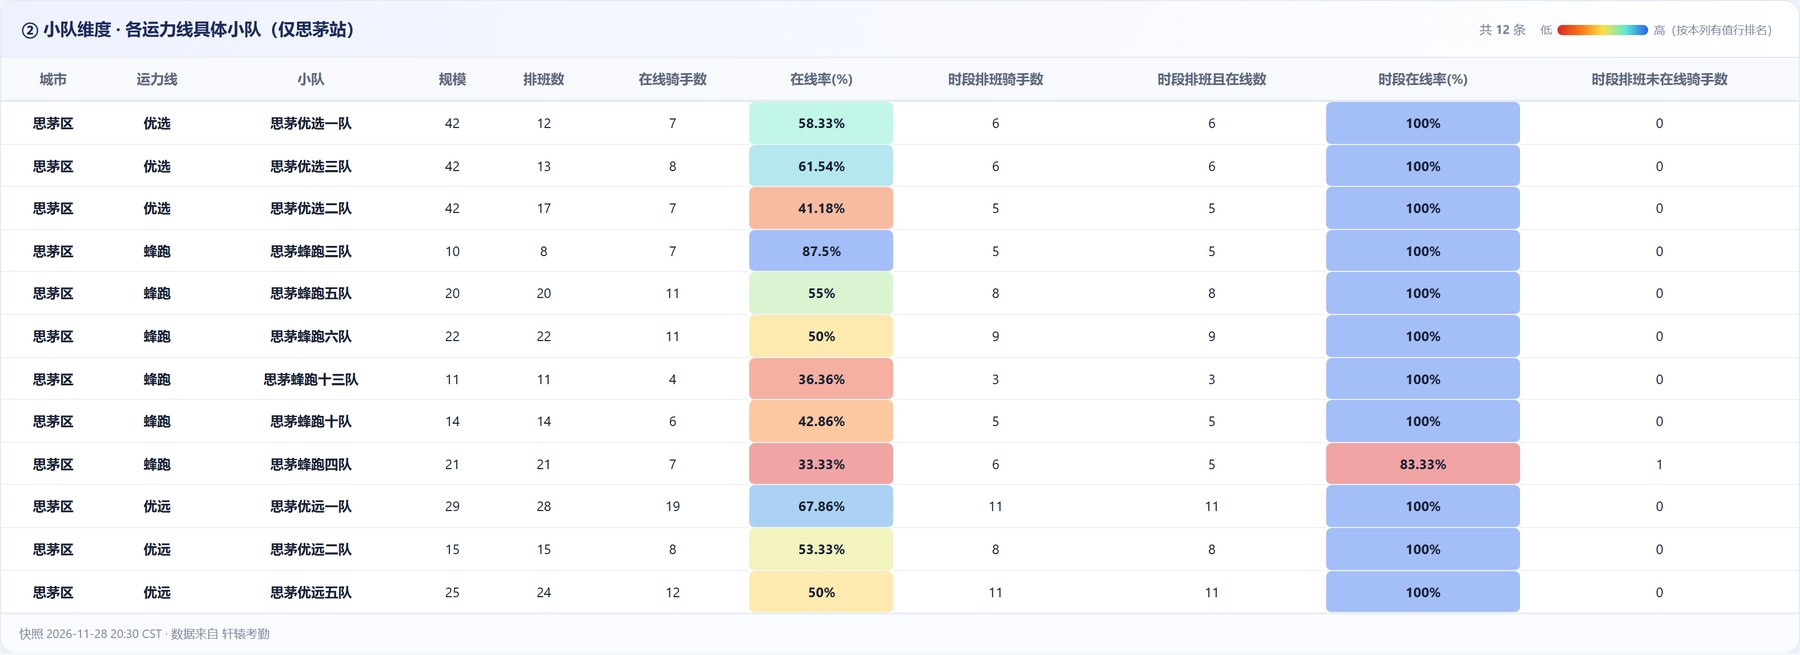 ② 小队维度 · 各运力线具体小队（仅思茅站）
共 12 条 低 高 (按本列有值行排名)
城市 运力线 小队 规模 排班数 在线骑手数 在线率(%) 时段排班骑手数 时段排班且在线数 时段在线率(%) 时段排班未在线骑手数
思茅区 优选 思茅优选一队 42 12 7 58.33% 6 6 100% 0
思茅区 优选 思茅优选三队 42 13 8 61.54% 6 6 100% 0
思茅区 优选 思茅优选二队 42 17 7 41.18% 5 5 100% 0
思茅区 蜂跑 思茅蜂跑三队 10 8 7 87.5% 5 5 100% 0
思茅区 蜂跑 思茅蜂跑五队 20 20 11 55% 8 8 100% 0
思茅区 蜂跑 思茅蜂跑六队 22 22 11 50% 9 9 100% 0
思茅区 蜂跑 思茅蜂跑十三队 11 11 4 36.36% 3 3 100% 0
思茅区 蜂跑 思茅蜂跑十队 14 14 6 42.86% 5 5 100% 0
思茅区 蜂跑 思茅蜂跑四队 21 21 7 33.33% 6 5 83.33% 1
思茅区 优远 思茅优远一队 29 28 19 67.86% 11 11 100% 0
思茅区 优远 思茅优远二队 15 15 8 53.33% 8 8 100% 0
思茅区 优远 思茅优远五队 25 24 12 50% 11 11 100% 0
快照 2026-11-28 20:30 CST · 数据来自 轩辕考勤